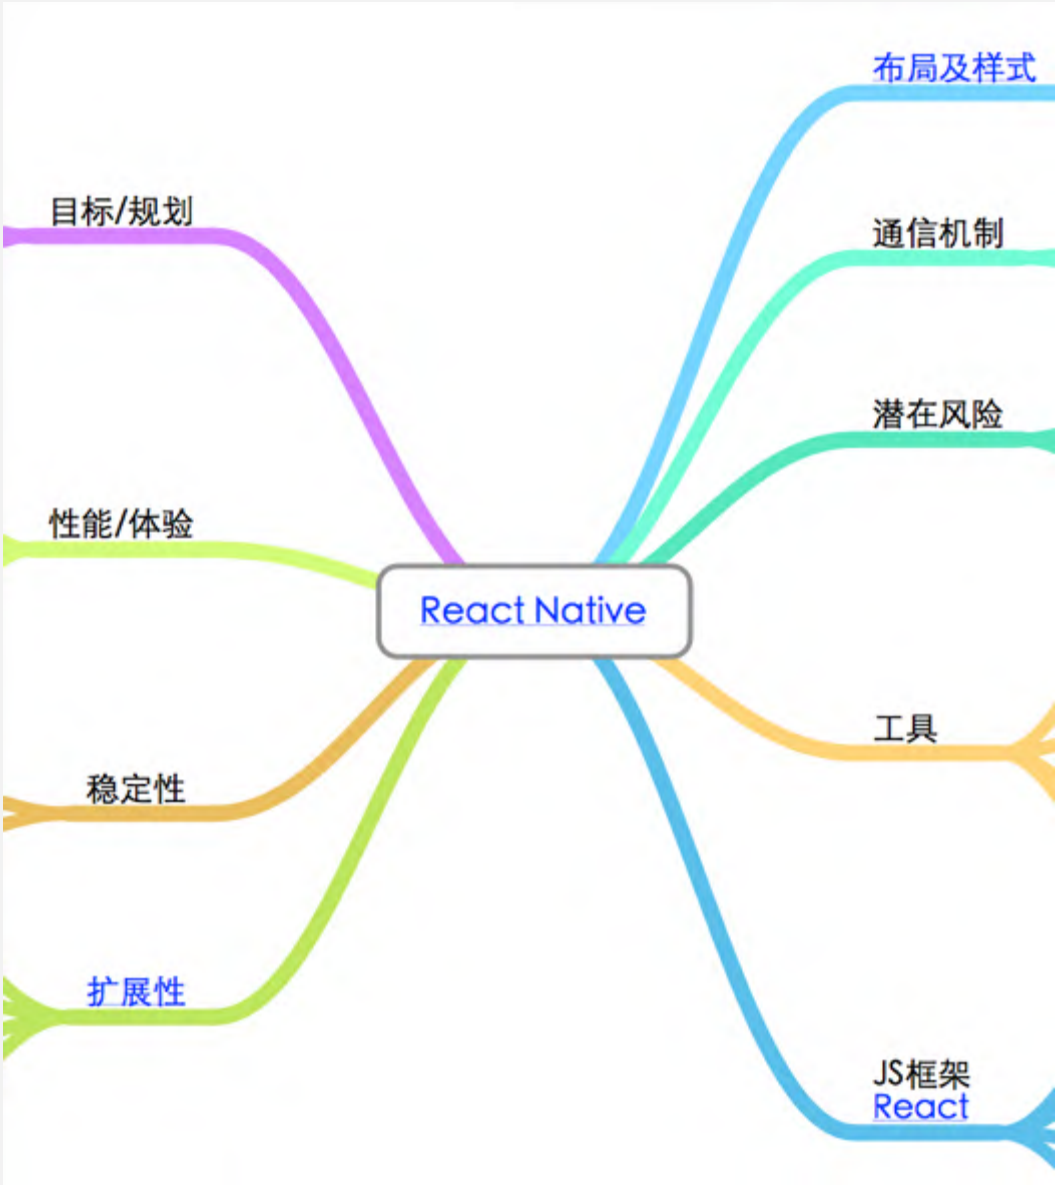 布局及样式
目标/规划
通信机制
潜在风险
性能/体验
React Native
工具
稳定性
扩展性
JS框架
React